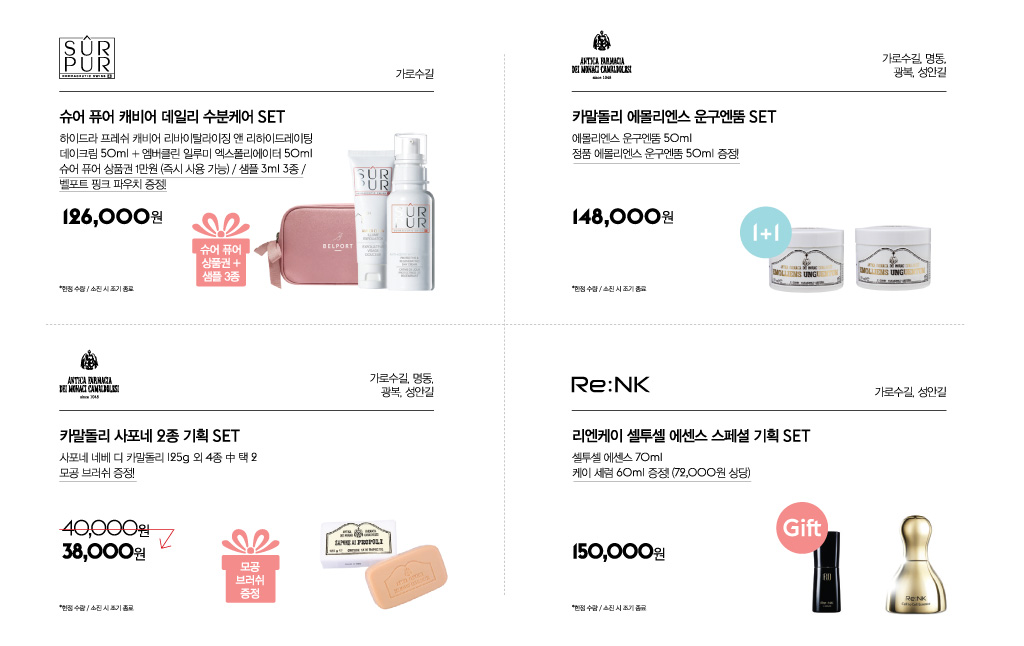 SÛR
PUR
가로수길
슈어 퓨어 캐비어 데일리 수분케어 SET
하이드라 프레쉬 캐비어 리바이탈라이징 앤 리하이드레이팅
데이크림 50ml + 엠버클린 일루미 엑스폴리에이터 50ml
슈어 퓨어 상품권 1만원 (즉시 사용 가능) / 샘플 3ml 3종 /
벨포트 핑크 파우치 증정!
126,000원
슈어 퓨어
상품권 +
샘플 3종
BELPORT
SÛR
PUR
SÛR
PUR
*한정 수량 / 소진 시 조기 종료
ANTICA FARMACIA
DEI MONACI CAMALDOLESI
since 1048
가로수길, 명동,
광복, 성안길
카말돌리 에몰리엔스 운구엔뚬 SET
에몰리엔스 운구엔뚬 50ml
정품 에몰리엔스 운구엔뚬 50ml 증정!
148,000원
1+1
EMOLLIENS UNGUENTUM
EMOLLIENS UNGUENTUM
*한정 수량 / 소진 시 조기 종료
ANTICA FARMACIA
DEI MONACI CAMALDOLESI
since 1048
가로수길, 명동,
광복, 성안길
카말돌리 사포네 2종 기획 SET
사포네 네베 디 카말돌리 125g 외 4종 中 택 2
모공 브러쉬 증정!
40,000원
38,000원
모공
브러쉬
증정
SAPONE AI PROPOLI
*한정 수량 / 소진 시 조기 종료
Re:NK
가로수길, 성안길
리엔케이 셀투셀 에센스 스페셜 기획 SET
셀투셀 에센스 70ml
케이 세럼 60ml 증정! (72,000원 상당)
150,000원
Gift
Re:NK
*한정 수량 / 소진 시 조기 종료